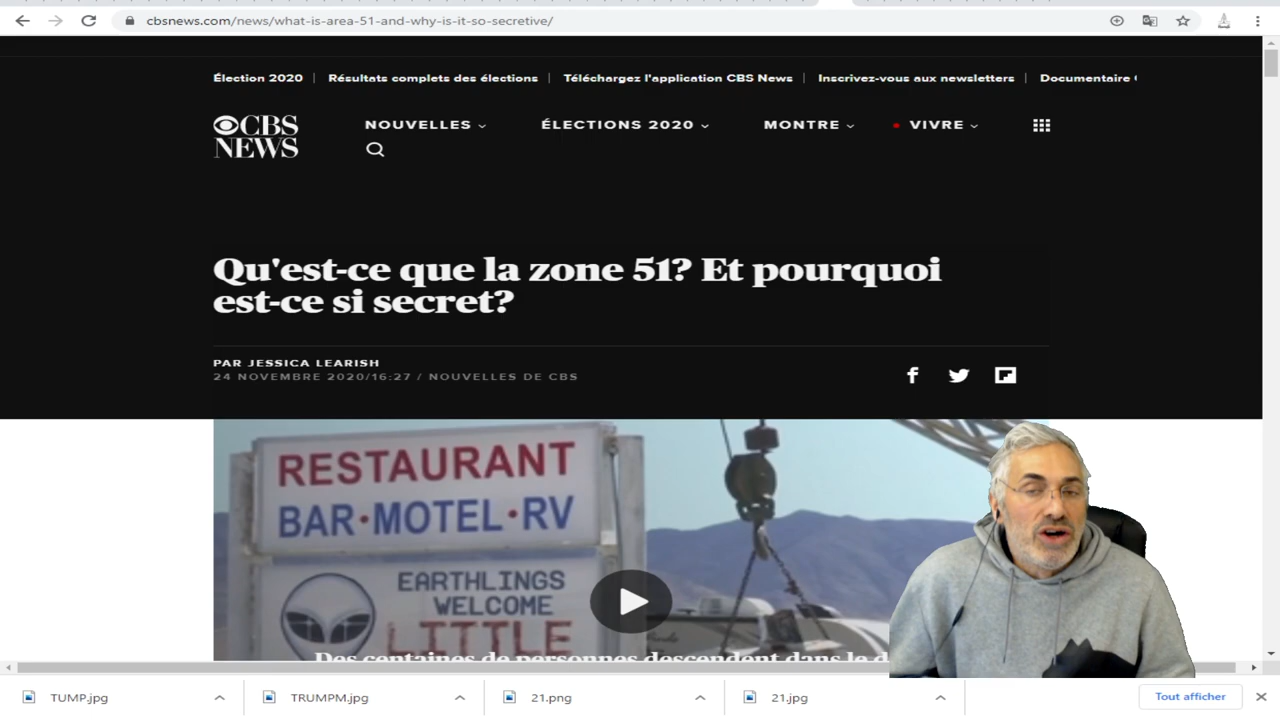 cbsnews.com/news/what-is-area-51-and-why-is-it-so-secretive/
Élection 2020 | Résultats complets des élections | Téléchargez l'application CBS News | Inscrivez-vous aux newsletters | Documentaire
CBS NEWS
NOUVELLES ÉLECTIONS 2020 MONTRE VIVRE
Qu'est-ce que la zone 51? Et pourquoi
est-ce si secret?
PAR JESSICA LEARISH
24 NOVEMBRE 2020/16:27 / NOUVELLES DE CBS
RESTAURANT
BAR•MOTEL•RV
EARTHLINGS
WELCOME
LITTLE
Des centaines de personnes descendent dans le d
TUMP.jpg
TRUMPM.jpg
21.png
21.jpg
Tout afficher